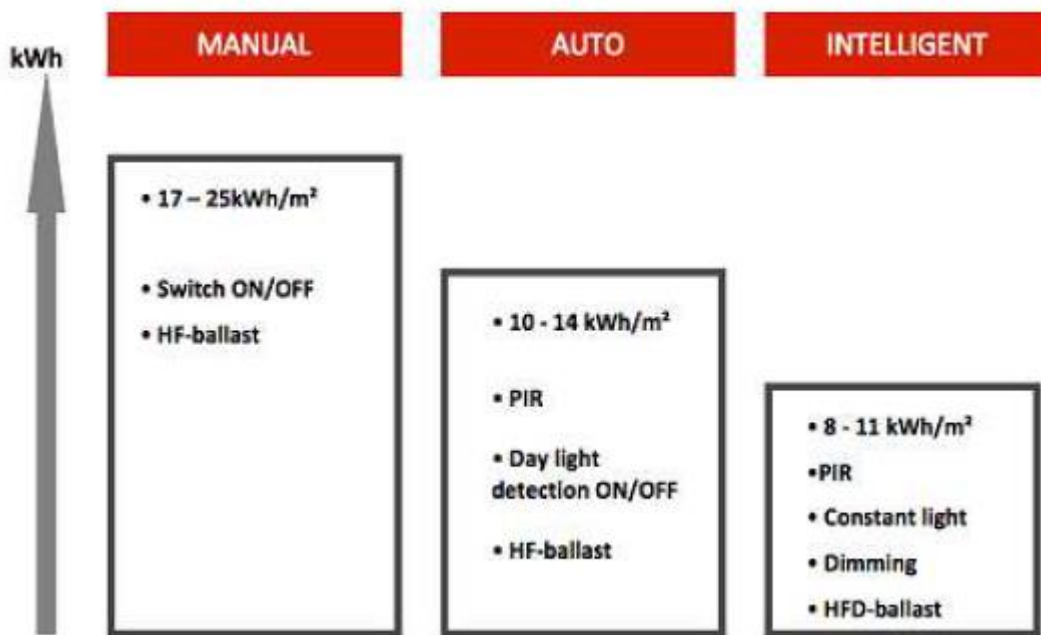 kWh
MANUAL
AUTO
INTELLIGENT
• 17 – 25kWh/m²
• Switch ON/OFF
• HF-ballast
• 10 - 14 kWh/m²
• PIR
• Day light
detection ON/OFF
• HF-ballast
• 8 - 11 kWh/m²
•PIR
• Constant light
• Dimming
• HFD-ballast